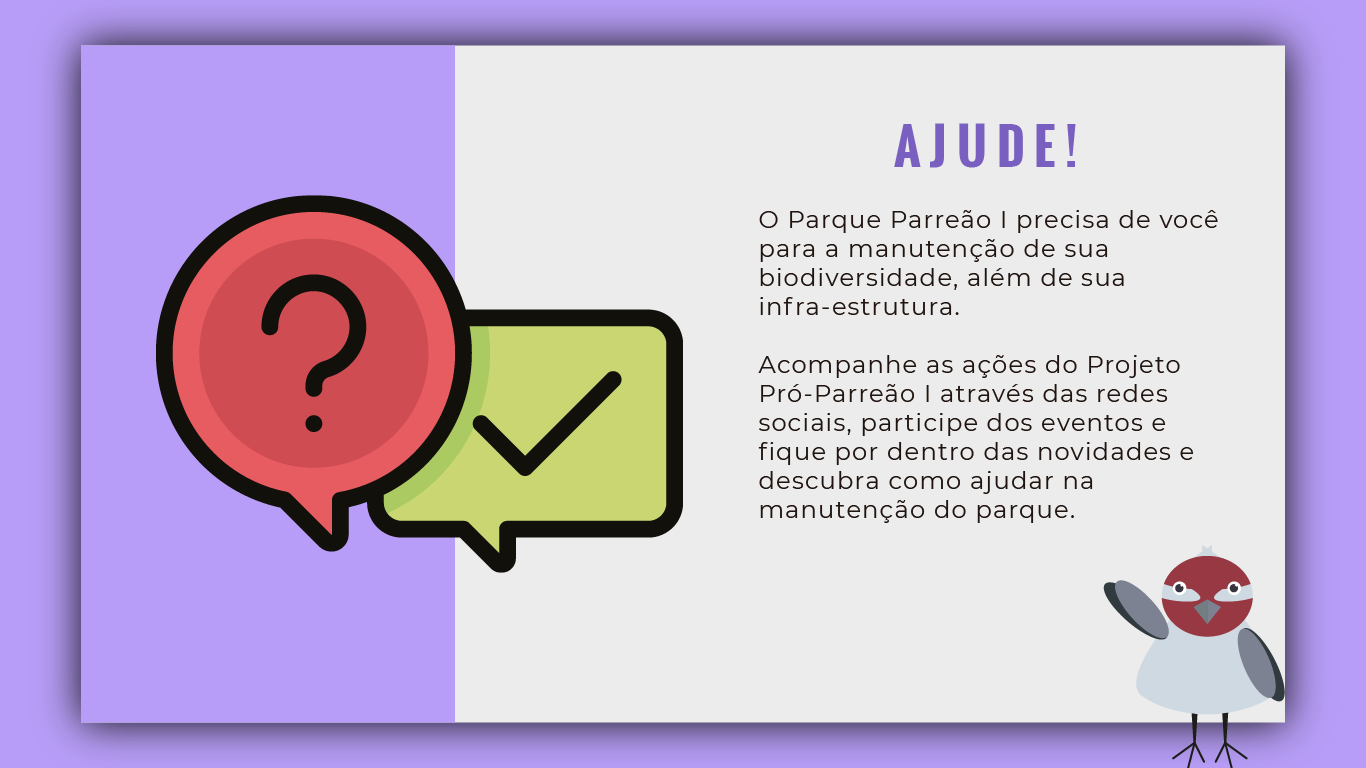 AJUDE!
O Parque Parreão I precisa de você
para a manutenção de sua
biodiversidade, além de sua
infra-estrutura.
Acompanhe as ações do Projeto
Pró-Parreão I através das redes
sociais, participe dos eventos e
fique por dentro das novidades e
descubra como ajudar na
manutenção do parque.
?